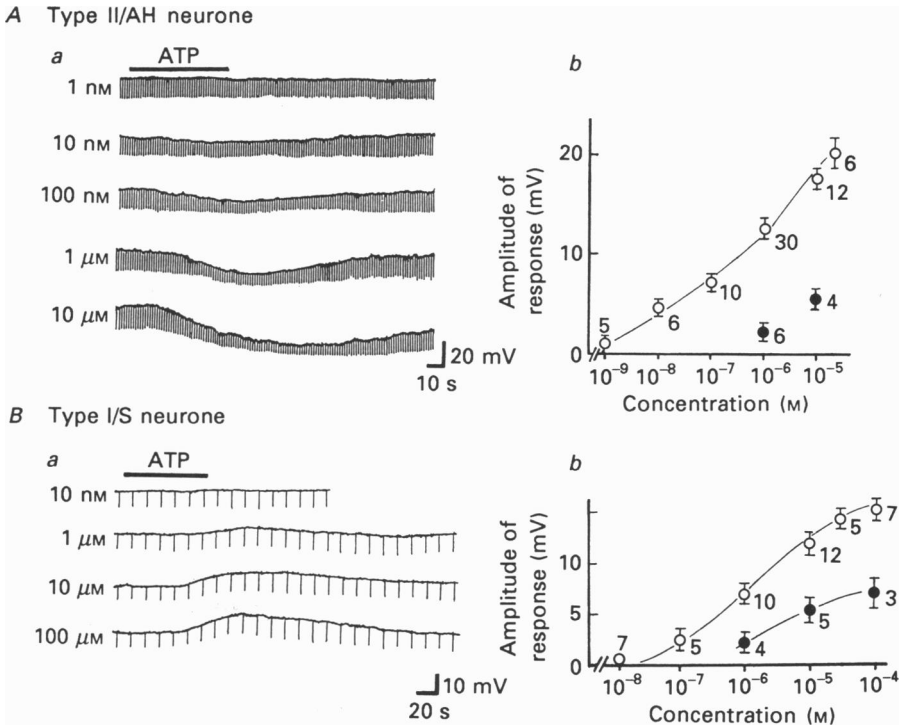 A Type II/AH neurone
a
ATP
1 nM
10 nM
100 nM
1 μM
10 μM
20 mV
10 s
b
Amplitude of
response (mV)
20
10
0
5
6
10
30
12
6
6
4
10⁻⁹ 10⁻⁸ 10⁻⁷ 10⁻⁶ 10⁻⁵
Concentration (M)
B Type I/S neurone
a
ATP
10 nM
1 μM
10 μM
100 μM
10 mV
20 s
b
Amplitude of
response (mV)
10
5
0
7
5
10
12
5
7
4
5
3
10⁻⁸ 10⁻⁷ 10⁻⁶ 10⁻⁵ 10⁻⁴
Concentration (M)